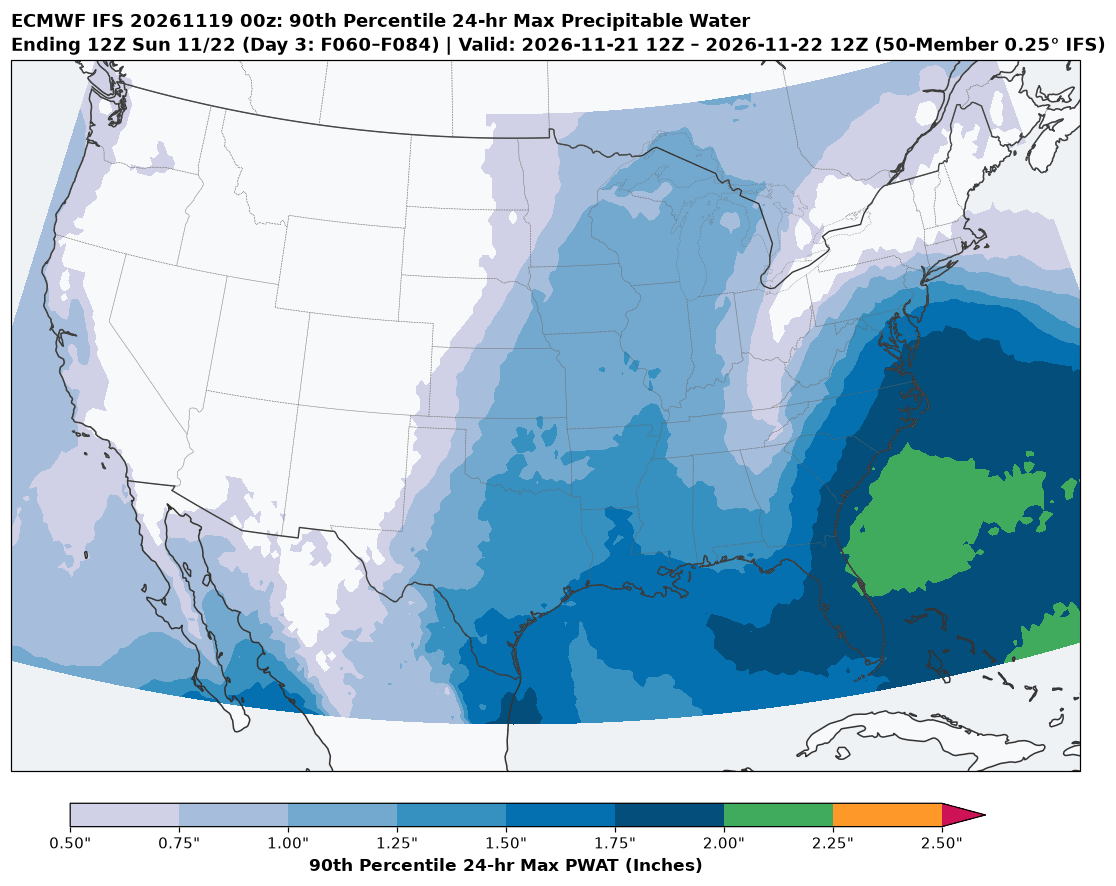 ECMWF IFS 20261119 00z: 90th Percentile 24-hr Max Precipitable Water
Ending 12Z Sun 11/22 (Day 3: F060–F084) | Valid: 2026-11-21 12Z – 2026-11-22 12Z (50-Member 0.25° IFS)
0.50" 0.75" 1.00" 1.25" 1.50" 1.75" 2.00" 2.25" 2.50"
90th Percentile 24-hr Max PWAT (Inches)